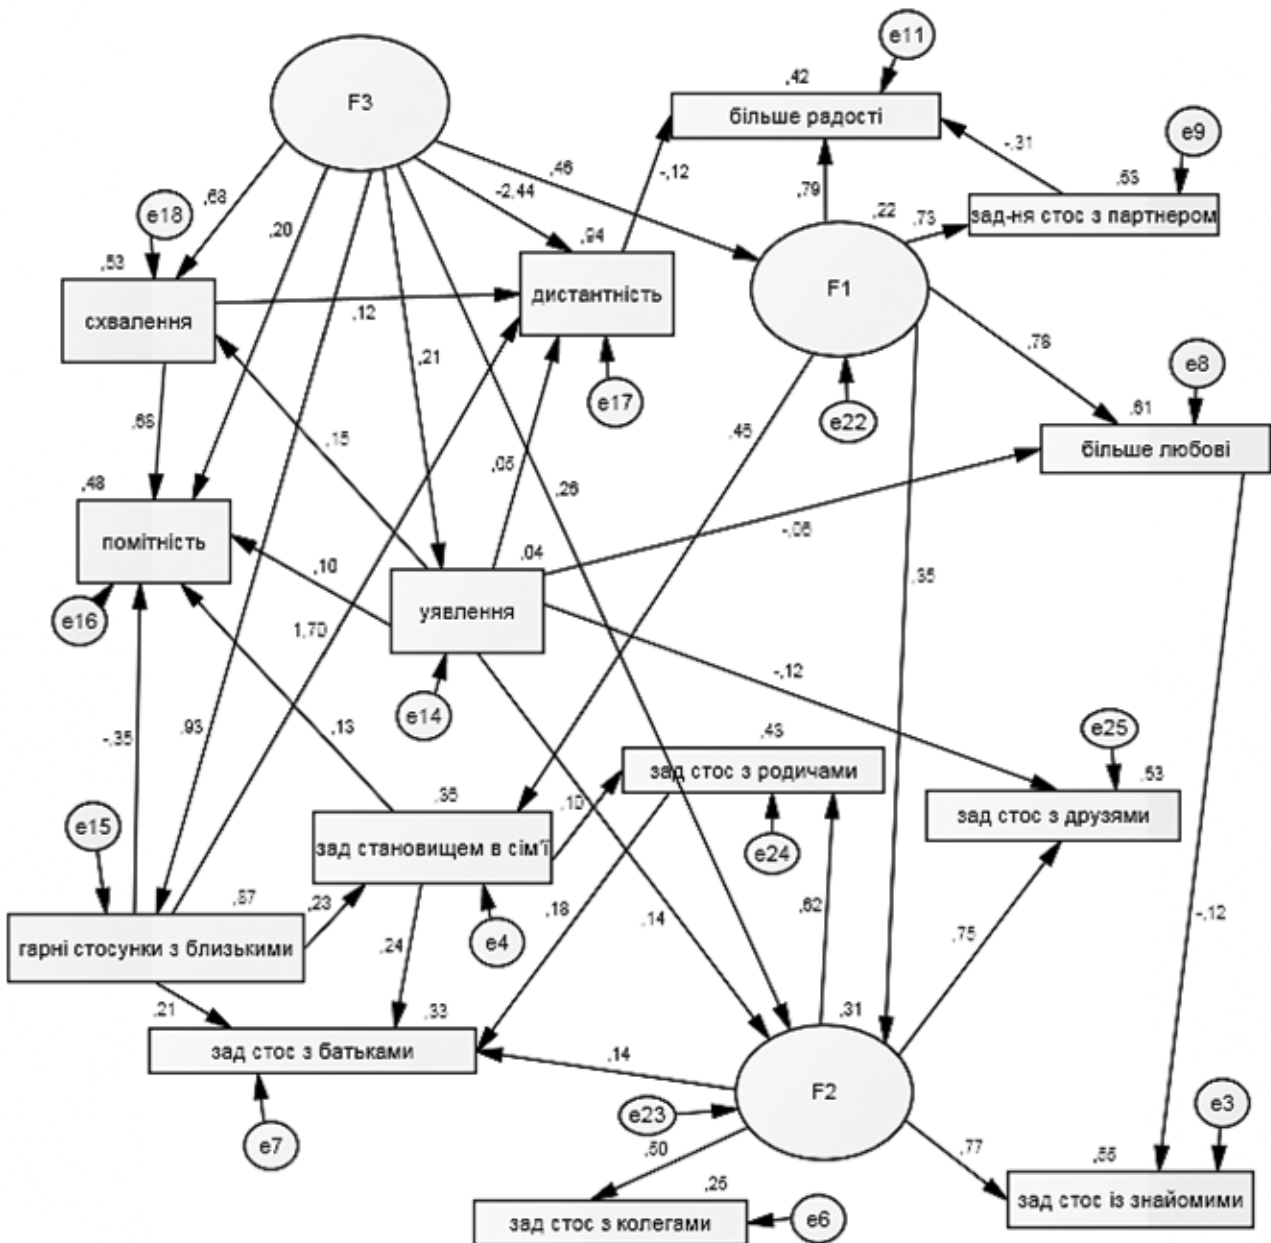 e11
F3
,42
більше радості
e9
,46
-,12
-,31
,53
,68
-2,44
,79
,22
,73
зад-ня стос з партнером
e18
,20
,94
,53
F1
дистантність
схвалення
,12
,21
,78
e8
e17
e22
,61
,68
,15
,46
більше любові
,05
,26
,48
-,06
помітність
,10
,04
,35
e16
уявлення
1,70
-,12
e14
,13
-,35
,93
,43
e25
зад стос з родичами
,53
,35
,10
e15
зад стос з друзями
зад становищем в сім'ї
e24
,87
,23
,18
,62
-,12
,14
,75
гарні стосунки з близькими
,24
e4
,21
,33
,31
зад стос з батьками
,14
F2
e23
e3
e7
,50
,77
,55
,25
зад стос із знайомими
зад стос з колегами
e6